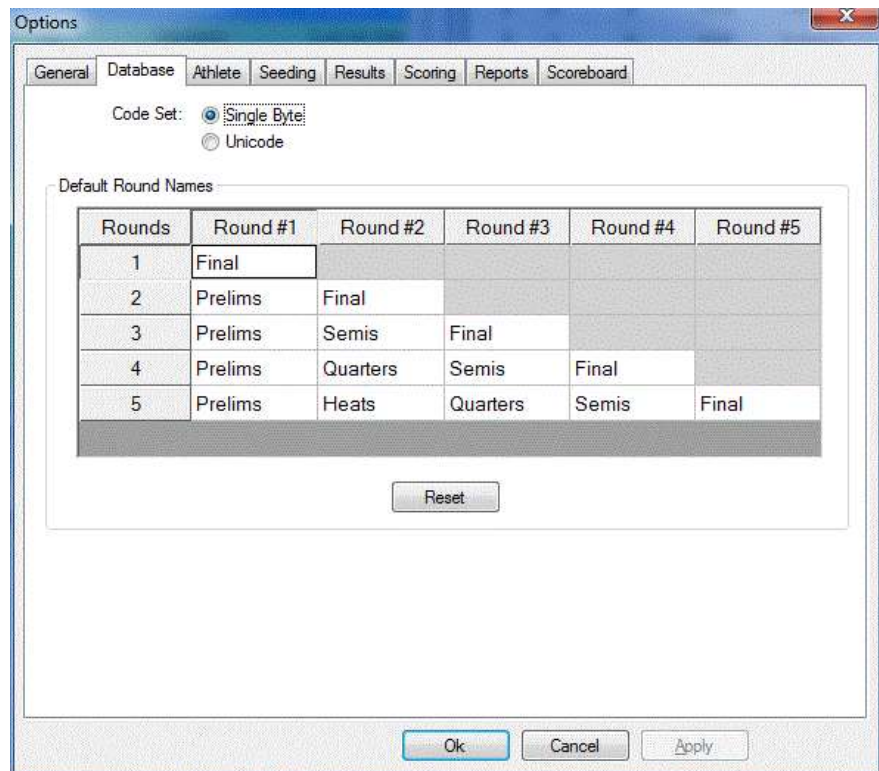 Options
X
General Database Athlete Seeding Results Scoring Reports Scoreboard
Code Set: Single Byte
Unicode
Default Round Names
Rounds Round #1 Round #2 Round #3 Round #4 Round #5
1 Final
2 Prelims Final
3 Prelims Semis Final
4 Prelims Quarters Semis Final
5 Prelims Heats Quarters Semis Final
Reset
Ok Cancel Apply